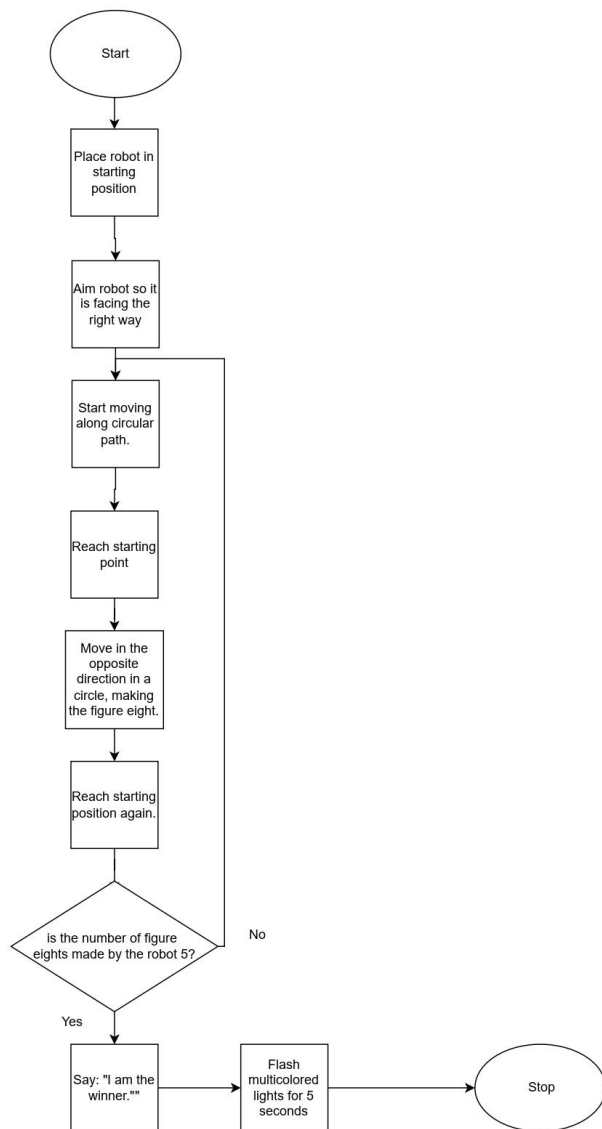 Start
Place robot in
starting
position
Aim robot so it
is facing the
right way
Start moving
along circular
path.
Reach starting
point
Move in the
opposite
direction in a
circle, making
the figure eight.
Reach starting
position again.
is the number of figure
eights made by the robot 5?
No
Yes
Say: "I am the
winner.""
Flash
multicolored
lights for 5
seconds
Stop